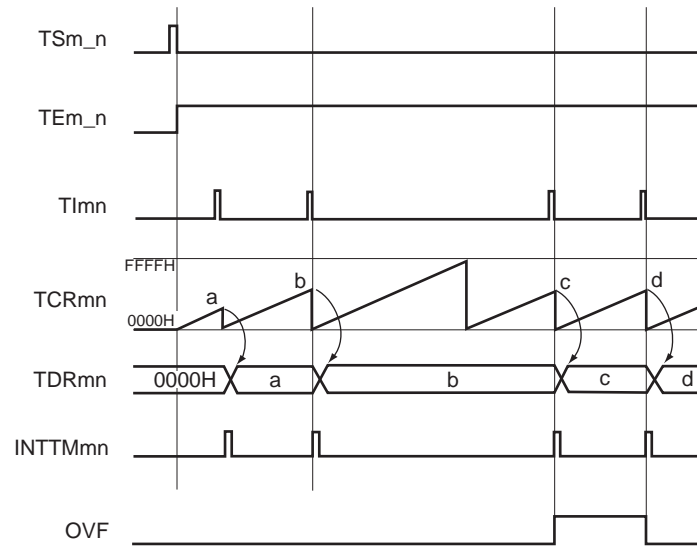 TSm_n
TEm_n
TImn
FFFFH
TCRmn
0000H
a
b
c
d
TDRmn
0000H
a
b
c
d
INTTMmn
OVF